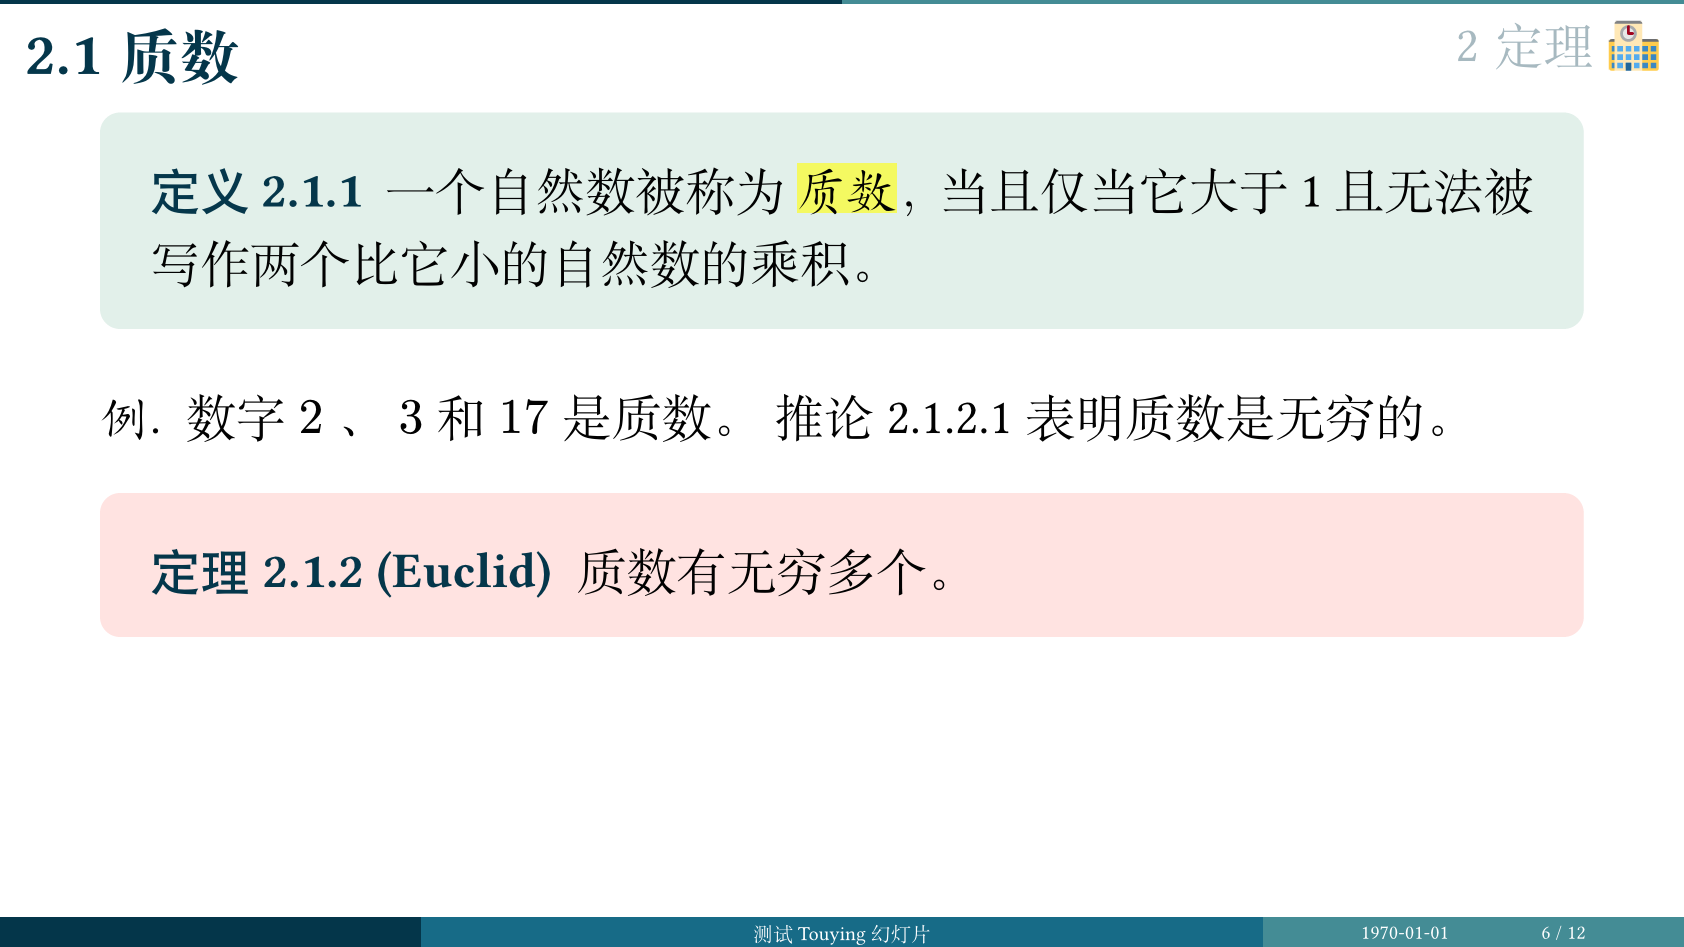 2.1 质数
2 定理
定义 2.1.1 一个自然数被称为 质数，当且仅当它大于 1 且无法被
写作两个比它小的自然数的乘积。
例. 数字 2 、 3 和 17 是质数。 推论 2.1.2.1 表明质数是无穷的。
定理 2.1.2 (Euclid) 质数有无穷多个。
测试 Touying 幻灯片
1970-01-01
6 / 12